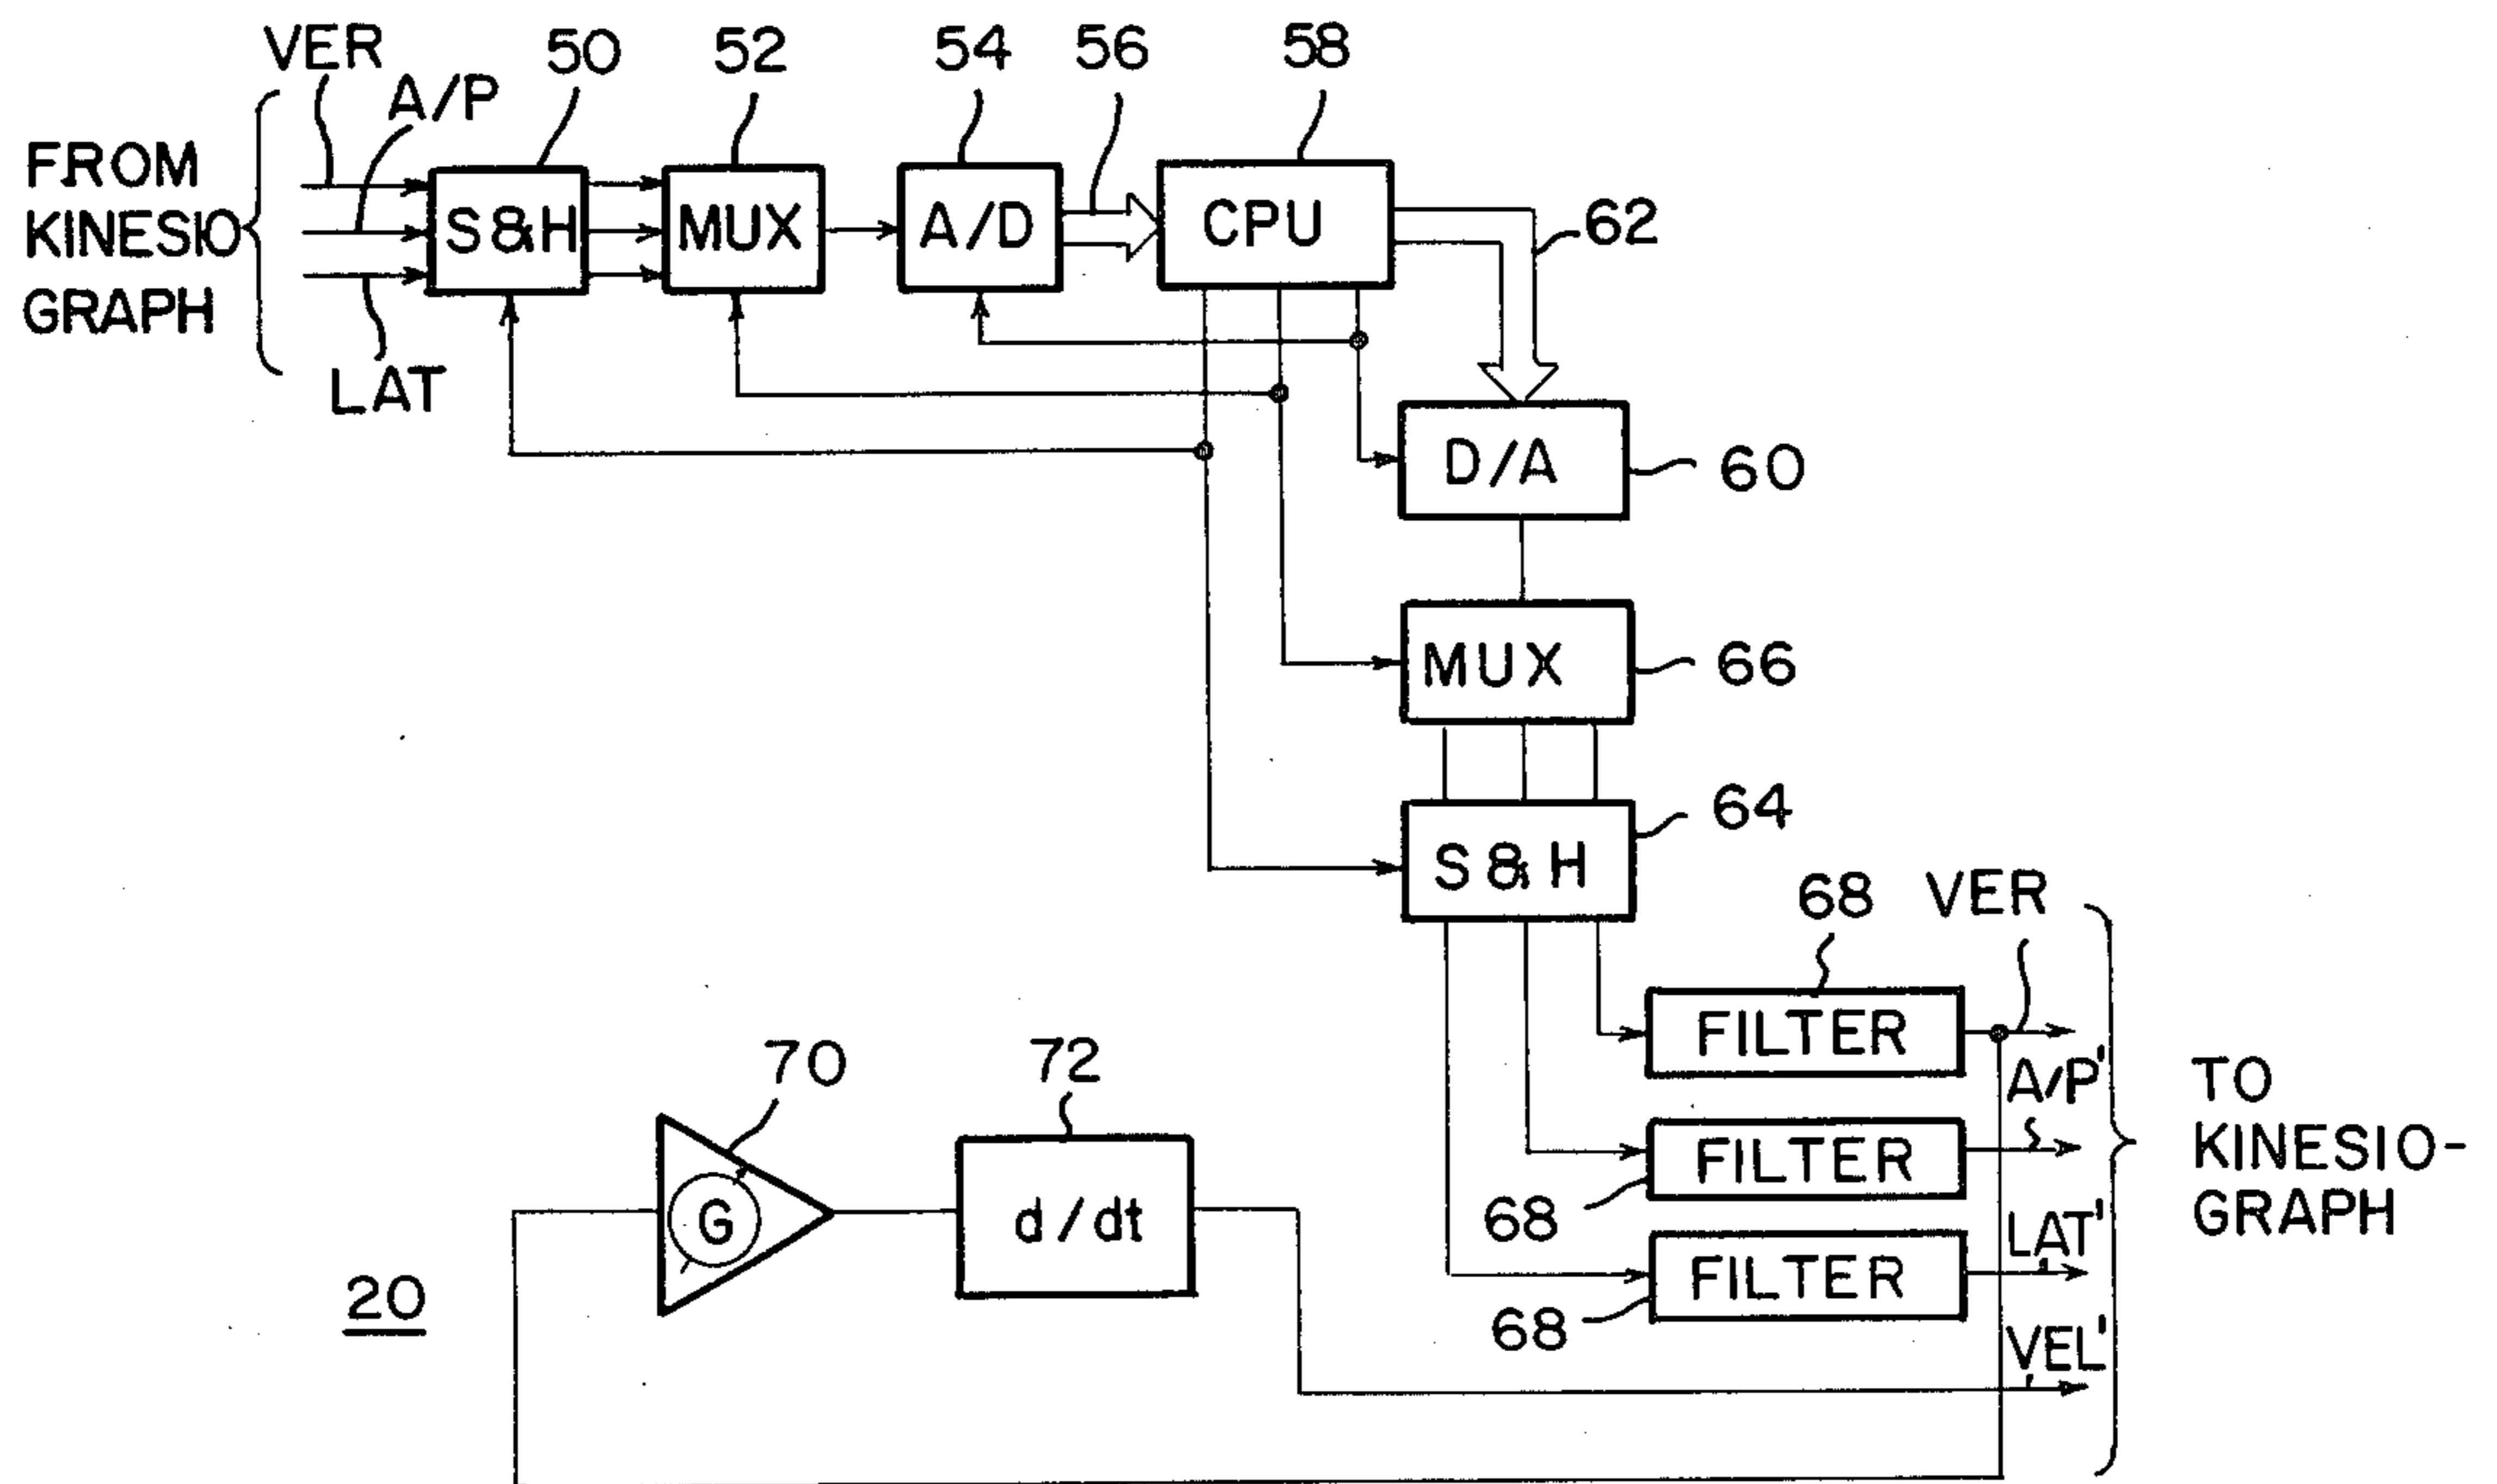 VER
A/P
50
52
54
56
58
FROM
KINESIO
GRAPH
LAT
S&H
MUX
A/D
CPU
62
D/A
60
MUX
66
S&H
64
68
VER
FILTER
A/P'
FILTER
68
LAT'
FILTER
68
VEL'
TO
KINESIO-
GRAPH
70
72
G
d/dt
20